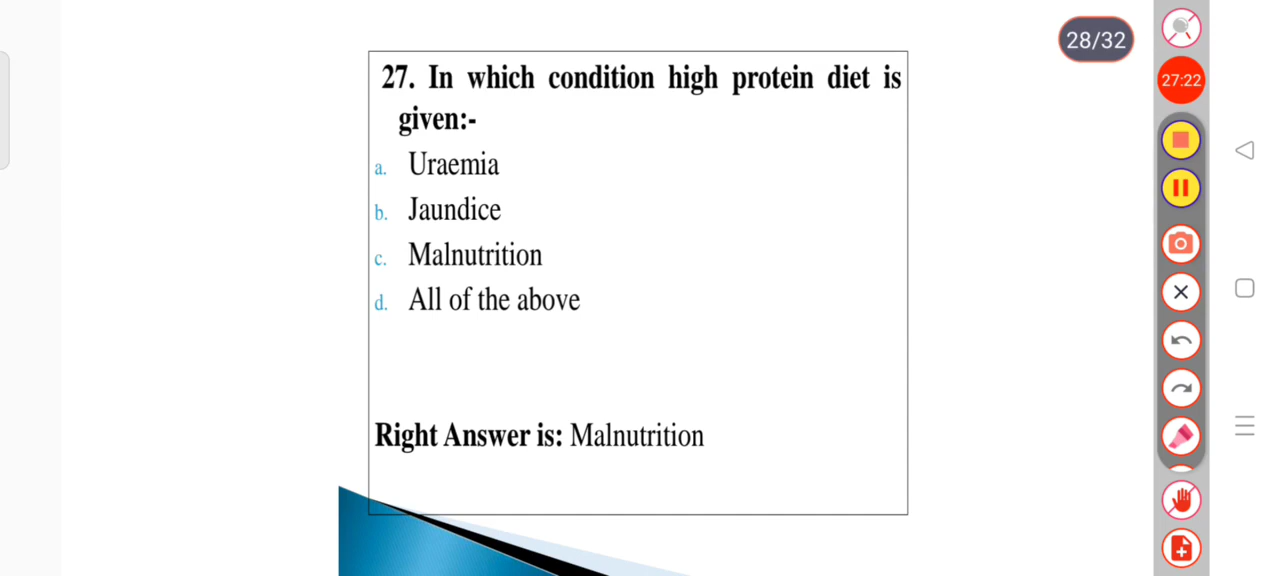 28/32
27:22
27. In which condition high protein diet is
given:-
a. Uraemia
b. Jaundice
c. Malnutrition
d. All of the above
Right Answer is: Malnutrition